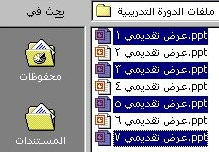 بحث في
ملفات الدورة التدريبية
عرض تقديمي ١.ppt
عرض تقديمي ٢.ppt
عرض تقديمي ٣.ppt
عرض تقديمي ٤.ppt
عرض تقديمي ٥.ppt
عرض تقديمي ٦.ppt
عرض تقديمي ٧.ppt
محفوظات
المستندات